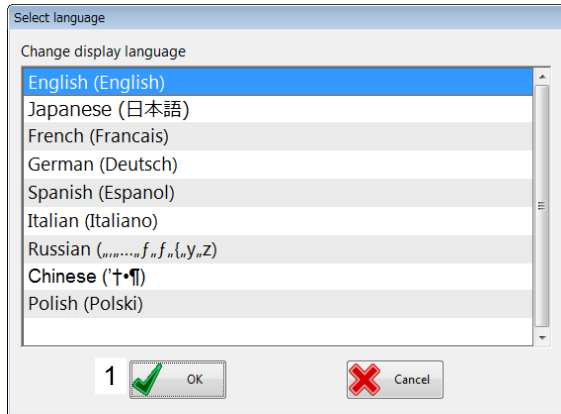 Select language
Change display language
English (English)
Japanese (日本語)
French (Francais)
German (Deutsch)
Spanish (Espanol)
Italian (Italiano)
Russian („‚„…„ƒ„ƒ„{„y„z)
Chinese ('†•¶)
Polish (Polski)
1 OK Cancel